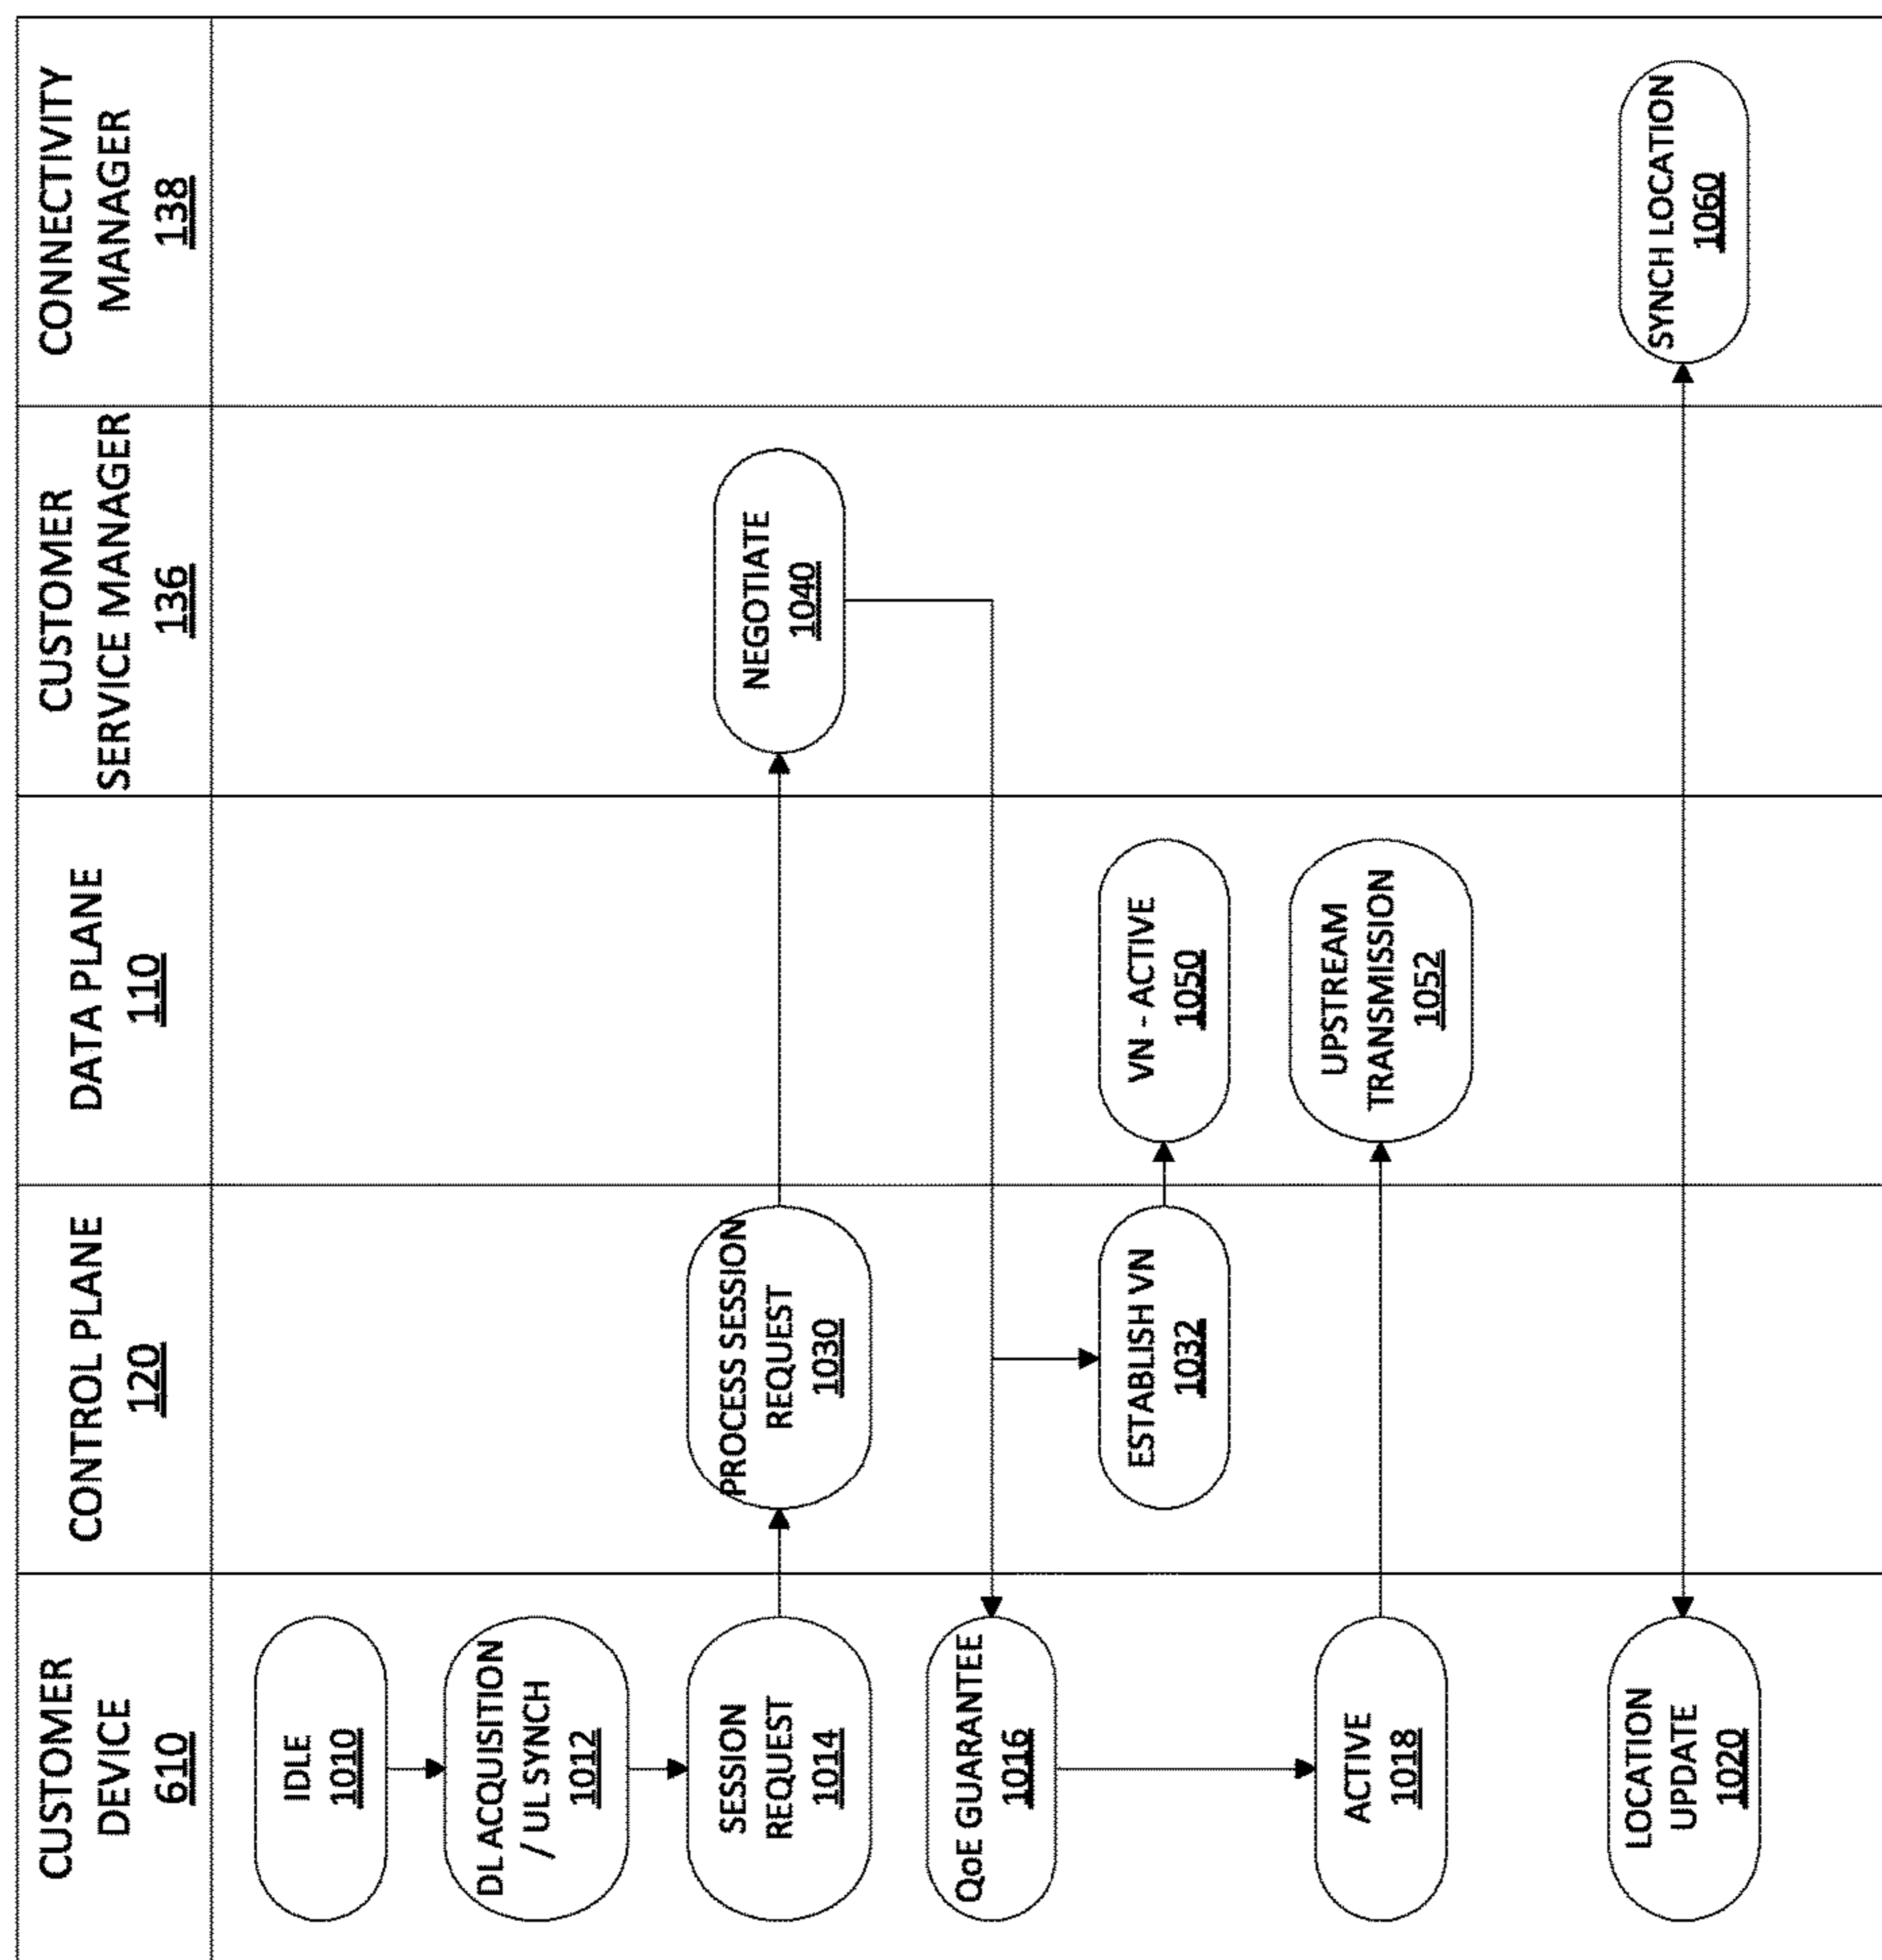 CUSTOMER
DEVICE
610
CONTROL PLANE
120
DATA PLANE
110
CUSTOMER
SERVICE MANAGER
136
CONNECTIVITY
MANAGER
138
IDLE
1010
DL ACQUISITION
/ UL SYNCH
1012
SESSION
REQUEST
1014
PROCESS SESSION
REQUEST
1030
NEGOTIATE
1040
QoE GUARANTEE
1016
ESTABLISH VN
1032
VN - ACTIVE
1050
ACTIVE
1018
UPSTREAM
TRANSMISSION
1052
LOCATION
UPDATE
1020
SYNCH LOCATION
1060